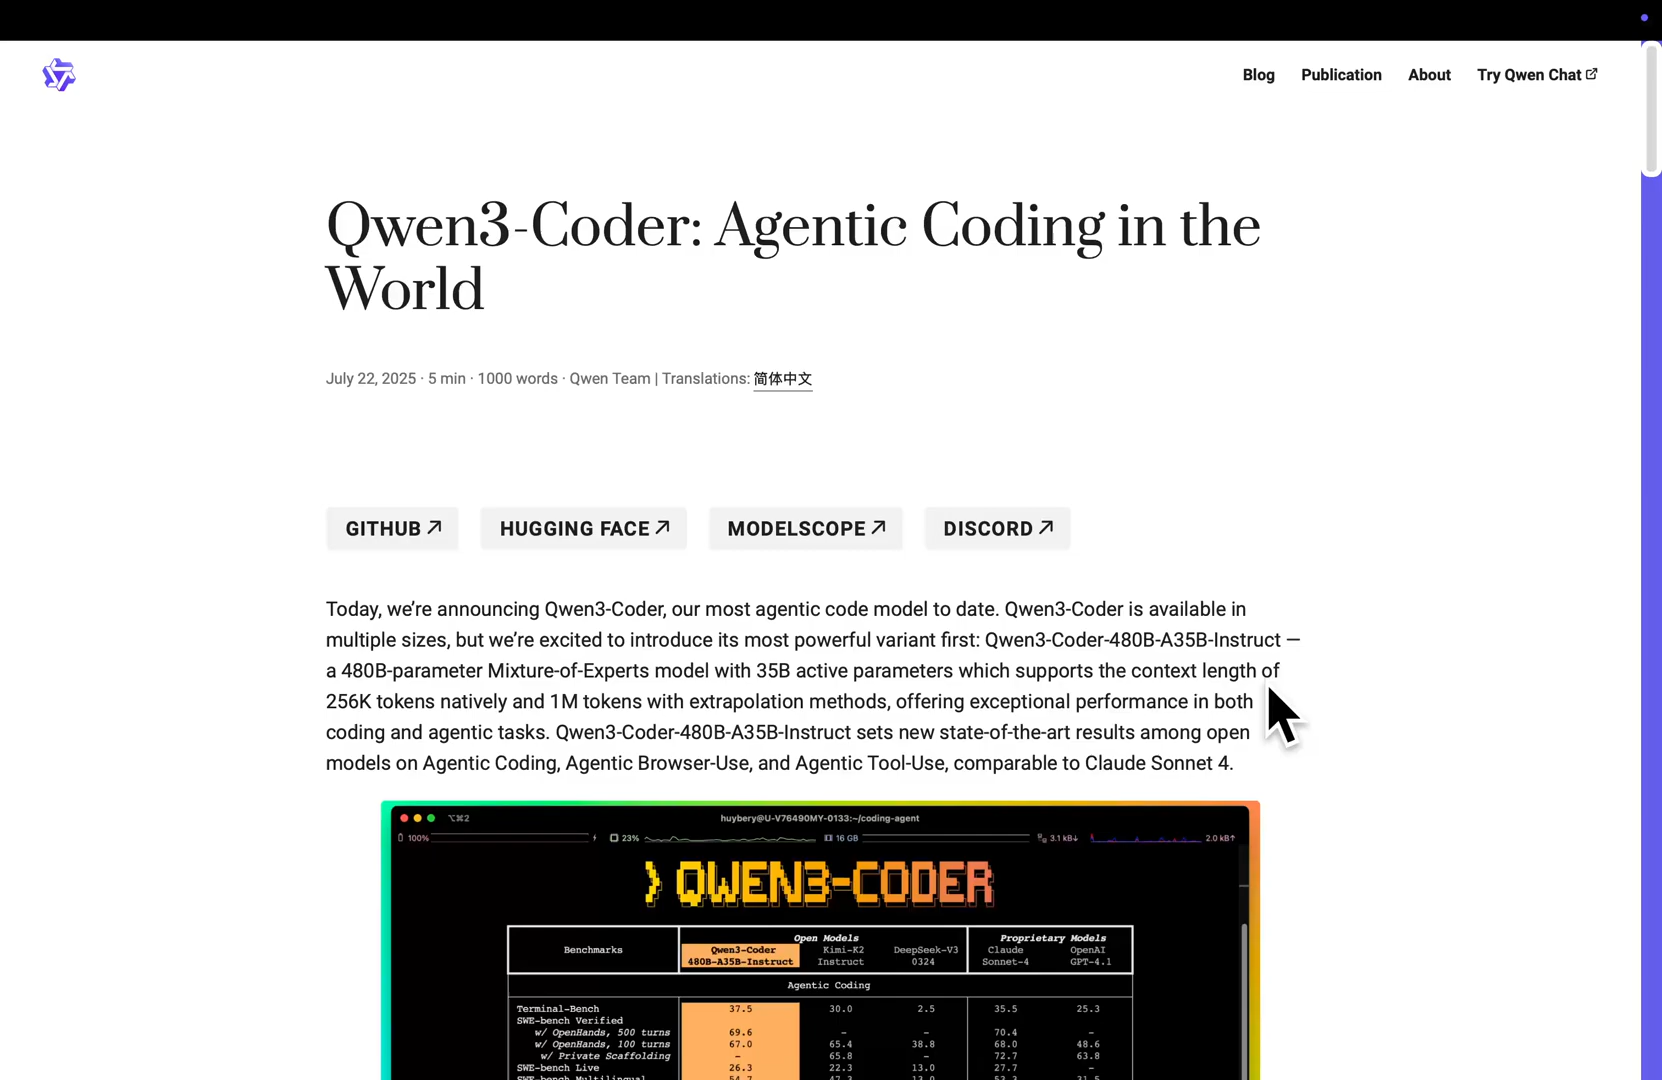 Blog Publication About Try Qwen Chat
Qwen3-Coder: Agentic Coding in the
World
July 22, 2025 · 5 min · 1000 words · Qwen Team | Translations: 简体中文
GITHUB
HUGGING FACE
MODELSCOPE
DISCORD
Today, we’re announcing Qwen3-Coder, our most agentic code model to date. Qwen3-Coder is available in
multiple sizes, but we’re excited to introduce its most powerful variant first: Qwen3-Coder-480B-A35B-Instruct —
a 480B-parameter Mixture-of-Experts model with 35B active parameters which supports the context length of
256K tokens natively and 1M tokens with extrapolation methods, offering exceptional performance in both
coding and agentic tasks. Qwen3-Coder-480B-A35B-Instruct sets new state-of-the-art results among open
models on Agentic Coding, Agentic Browser-Use, and Agentic Tool-Use, comparable to Claude Sonnet 4.
⌥⌘2 huybery@U-V76490MY-0133:~/coding-agent
100% 23% 16 GB 3.1 kB↓ 2.0 kB↑
QWEN3-CODER
Open Models Proprietary Models
Benchmarks Qwen3-Coder Kimi-K2 DeepSeek-V3 Claude OpenAI
480B-A35B-Instruct Instruct 0324 Sonnet-4 GPT-4.1
Agentic Coding
Terminal-Bench 37.5 30.0 2.5 35.5 25.3
SWE-bench Verified
w/ OpenHands, 500 turns 69.6 – – 70.4 –
w/ OpenHands, 100 turns 67.0 65.4 38.8 68.0 48.6
w/ Private Scaffolding – 65.8 – 72.7 63.8
SWE-bench Live 26.3 22.3 13.0 27.7 –